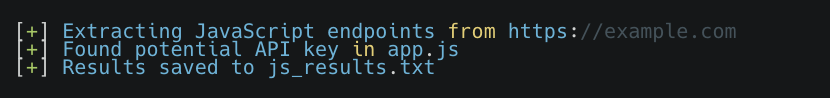 [+] Extracting JavaScript endpoints from https://example.com
[+] Found potential API key in app.js
[+] Results saved to js_results.txt